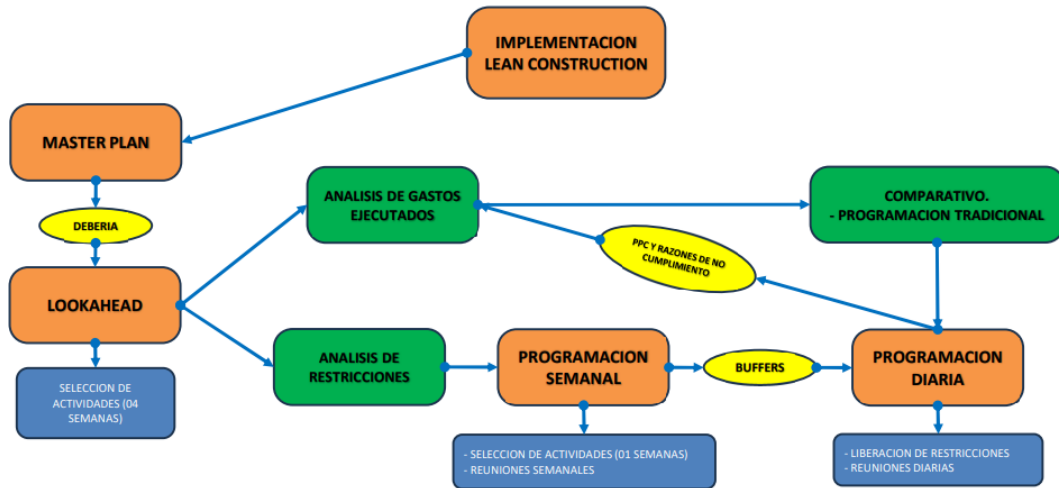 IMPLEMENTACION
LEAN CONSTRUCTION
MASTER PLAN
DEBERIA
LOOKAHEAD
SELECCION DE
ACTIVIDADES (04
SEMANAS)
ANALISIS DE GASTOS
EJECUTADOS
COMPARATIVO.
- PROGRAMACION TRADICIONAL
PPC Y RAZONES DE NO
CUMPLIMIENTO
ANALISIS DE
RESTRICCIONES
PROGRAMACION
SEMANAL
BUFFERS
PROGRAMACION
DIARIA
- SELECCION DE ACTIVIDADES (01 SEMANAS)
- REUNIONES SEMANALES
- LIBERACION DE RESTRICCIONES
- REUNIONES DIARIAS